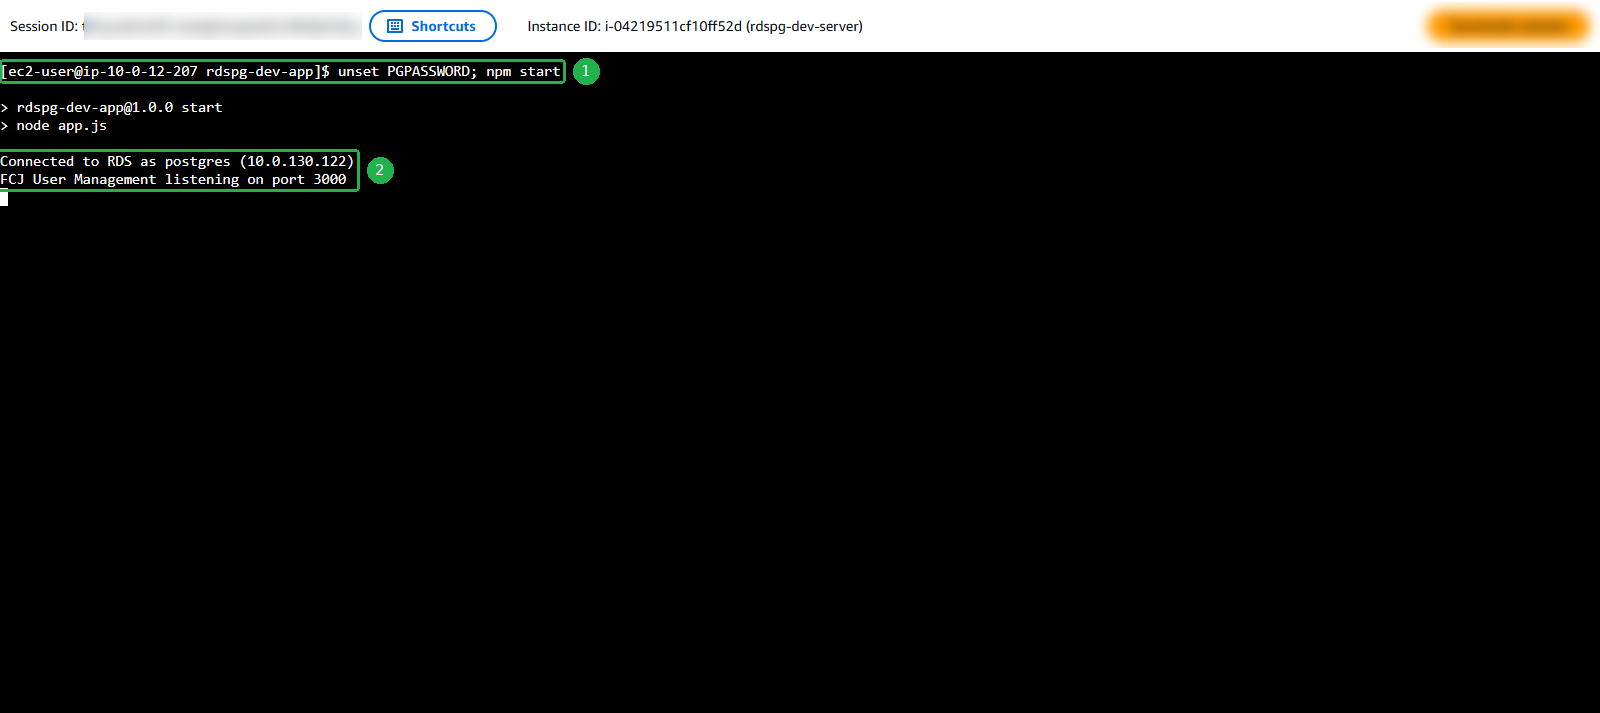 Session ID:
Shortcuts
Instance ID: i-04219511cf10ff52d (rdspg-dev-server)
[ec2-user@ip-10-0-12-207 rdspg-dev-app]$ unset PGPASSWORD; npm start
1
> rdspg-dev-app@1.0.0 start
> node app.js
Connected to RDS as postgres (10.0.130.122)
FCJ User Management listening on port 3000
2